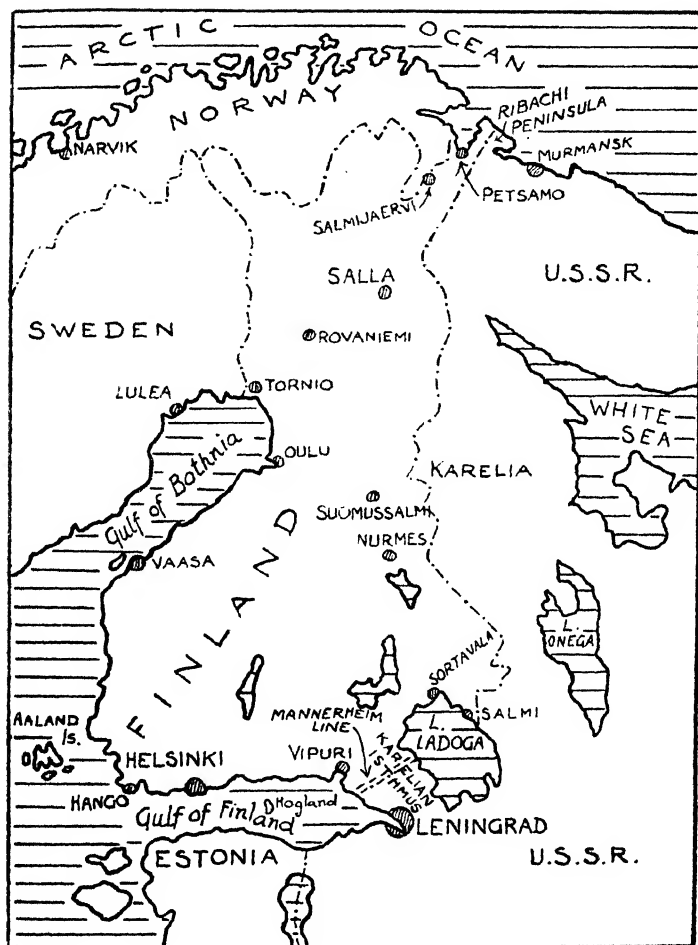 ARCTIC OCEAN
NORWAY
RIBACHI
PENINSULA
NARVIK
MURMANSK
PETSAMO
SALMIJAERVI
SALLA
U.S.S.R.
SWEDEN
ROVANIEMI
TORNIO
LULEA
WHITE
SEA
OULU
Gulf of Bothnia
KARELIA
SUOMUSSALMI
NURMES
VAASA
FINLAND
L.
ONEGA
SORTAVALA
AALAND
Is.
MANNERHEIM
LINE
SALMI
L.
LADOGA
HELSINKI
VIPURI
KARELIAN
ISTHMUS
HANGO
Hogland
Gulf of Finland
LENINGRAD
ESTONIA
U.S.S.R.